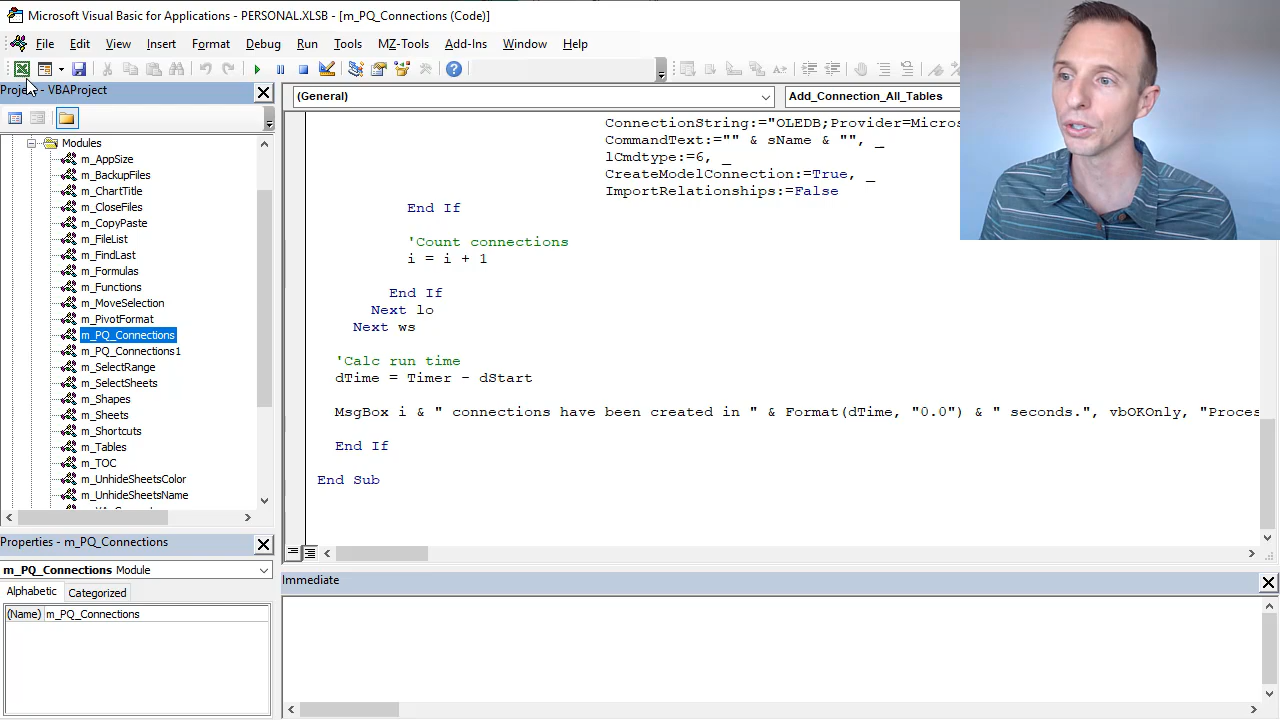 Microsoft Visual Basic for Applications - PERSONAL.XLSB - [m_PQ_Connections (Code)]
File Edit View Insert Format Debug Run Tools MZ-Tools Add-Ins Window Help
- VBAProject
(General) Add_Connection_All_Tables
Modules
m_AppSize
m_BackupFiles
m_ChartTitle
m_CloseFiles
m_CopyPaste
m_FileList
m_FindLast
m_Formulas
m_Functions
m_MoveSelection
m_PivotFormat
m_PQ_Connections
m_PQ_Connections1
m_SelectRange
m_SelectSheets
m_Shapes
m_Sheets
m_Shortcuts
m_Tables
m_TOC
m_UnhideSheetsColor
m_UnhideSheetsName
ConnectionString:="OLEDB;Provider=Micros
CommandText:="" & sName & "", _
lCmdtype:=6, _
CreateModelConnection:=True, _
ImportRelationships:=False
End If
'Count connections
i = i + 1
End If
Next lo
Next ws
'Calc run time
dTime = Timer - dStart
MsgBox i & " connections have been created in " & Format(dTime, "0.0") & " seconds.", vbOKOnly, "Proces
End If
End Sub
Properties - m_PQ_Connections
m_PQ_Connections Module
Alphabetic Categorized
(Name) m_PQ_Connections
Immediate